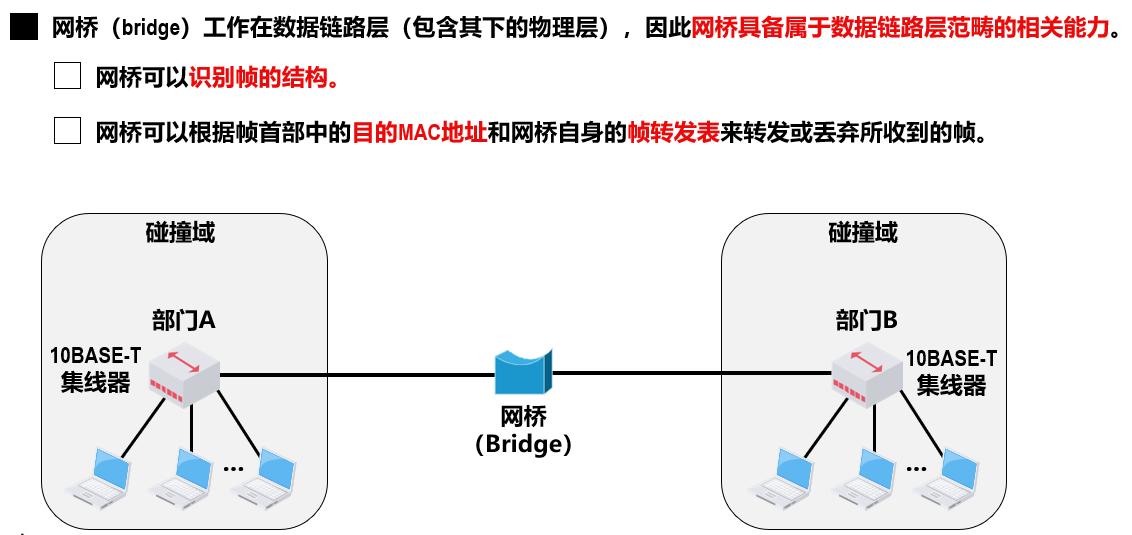 网桥（bridge）工作在数据链路层（包含其下的物理层），因此网桥具备属于数据链路层范畴的相关能力。
网桥可以识别帧的结构。
网桥可以根据帧首部中的目的MAC地址和网桥自身的帧转发表来转发或丢弃所收到的帧。
碰撞域
碰撞域
部门A
部门B
10BASE-T
集线器
10BASE-T
集线器
网桥
（Bridge）
...
...